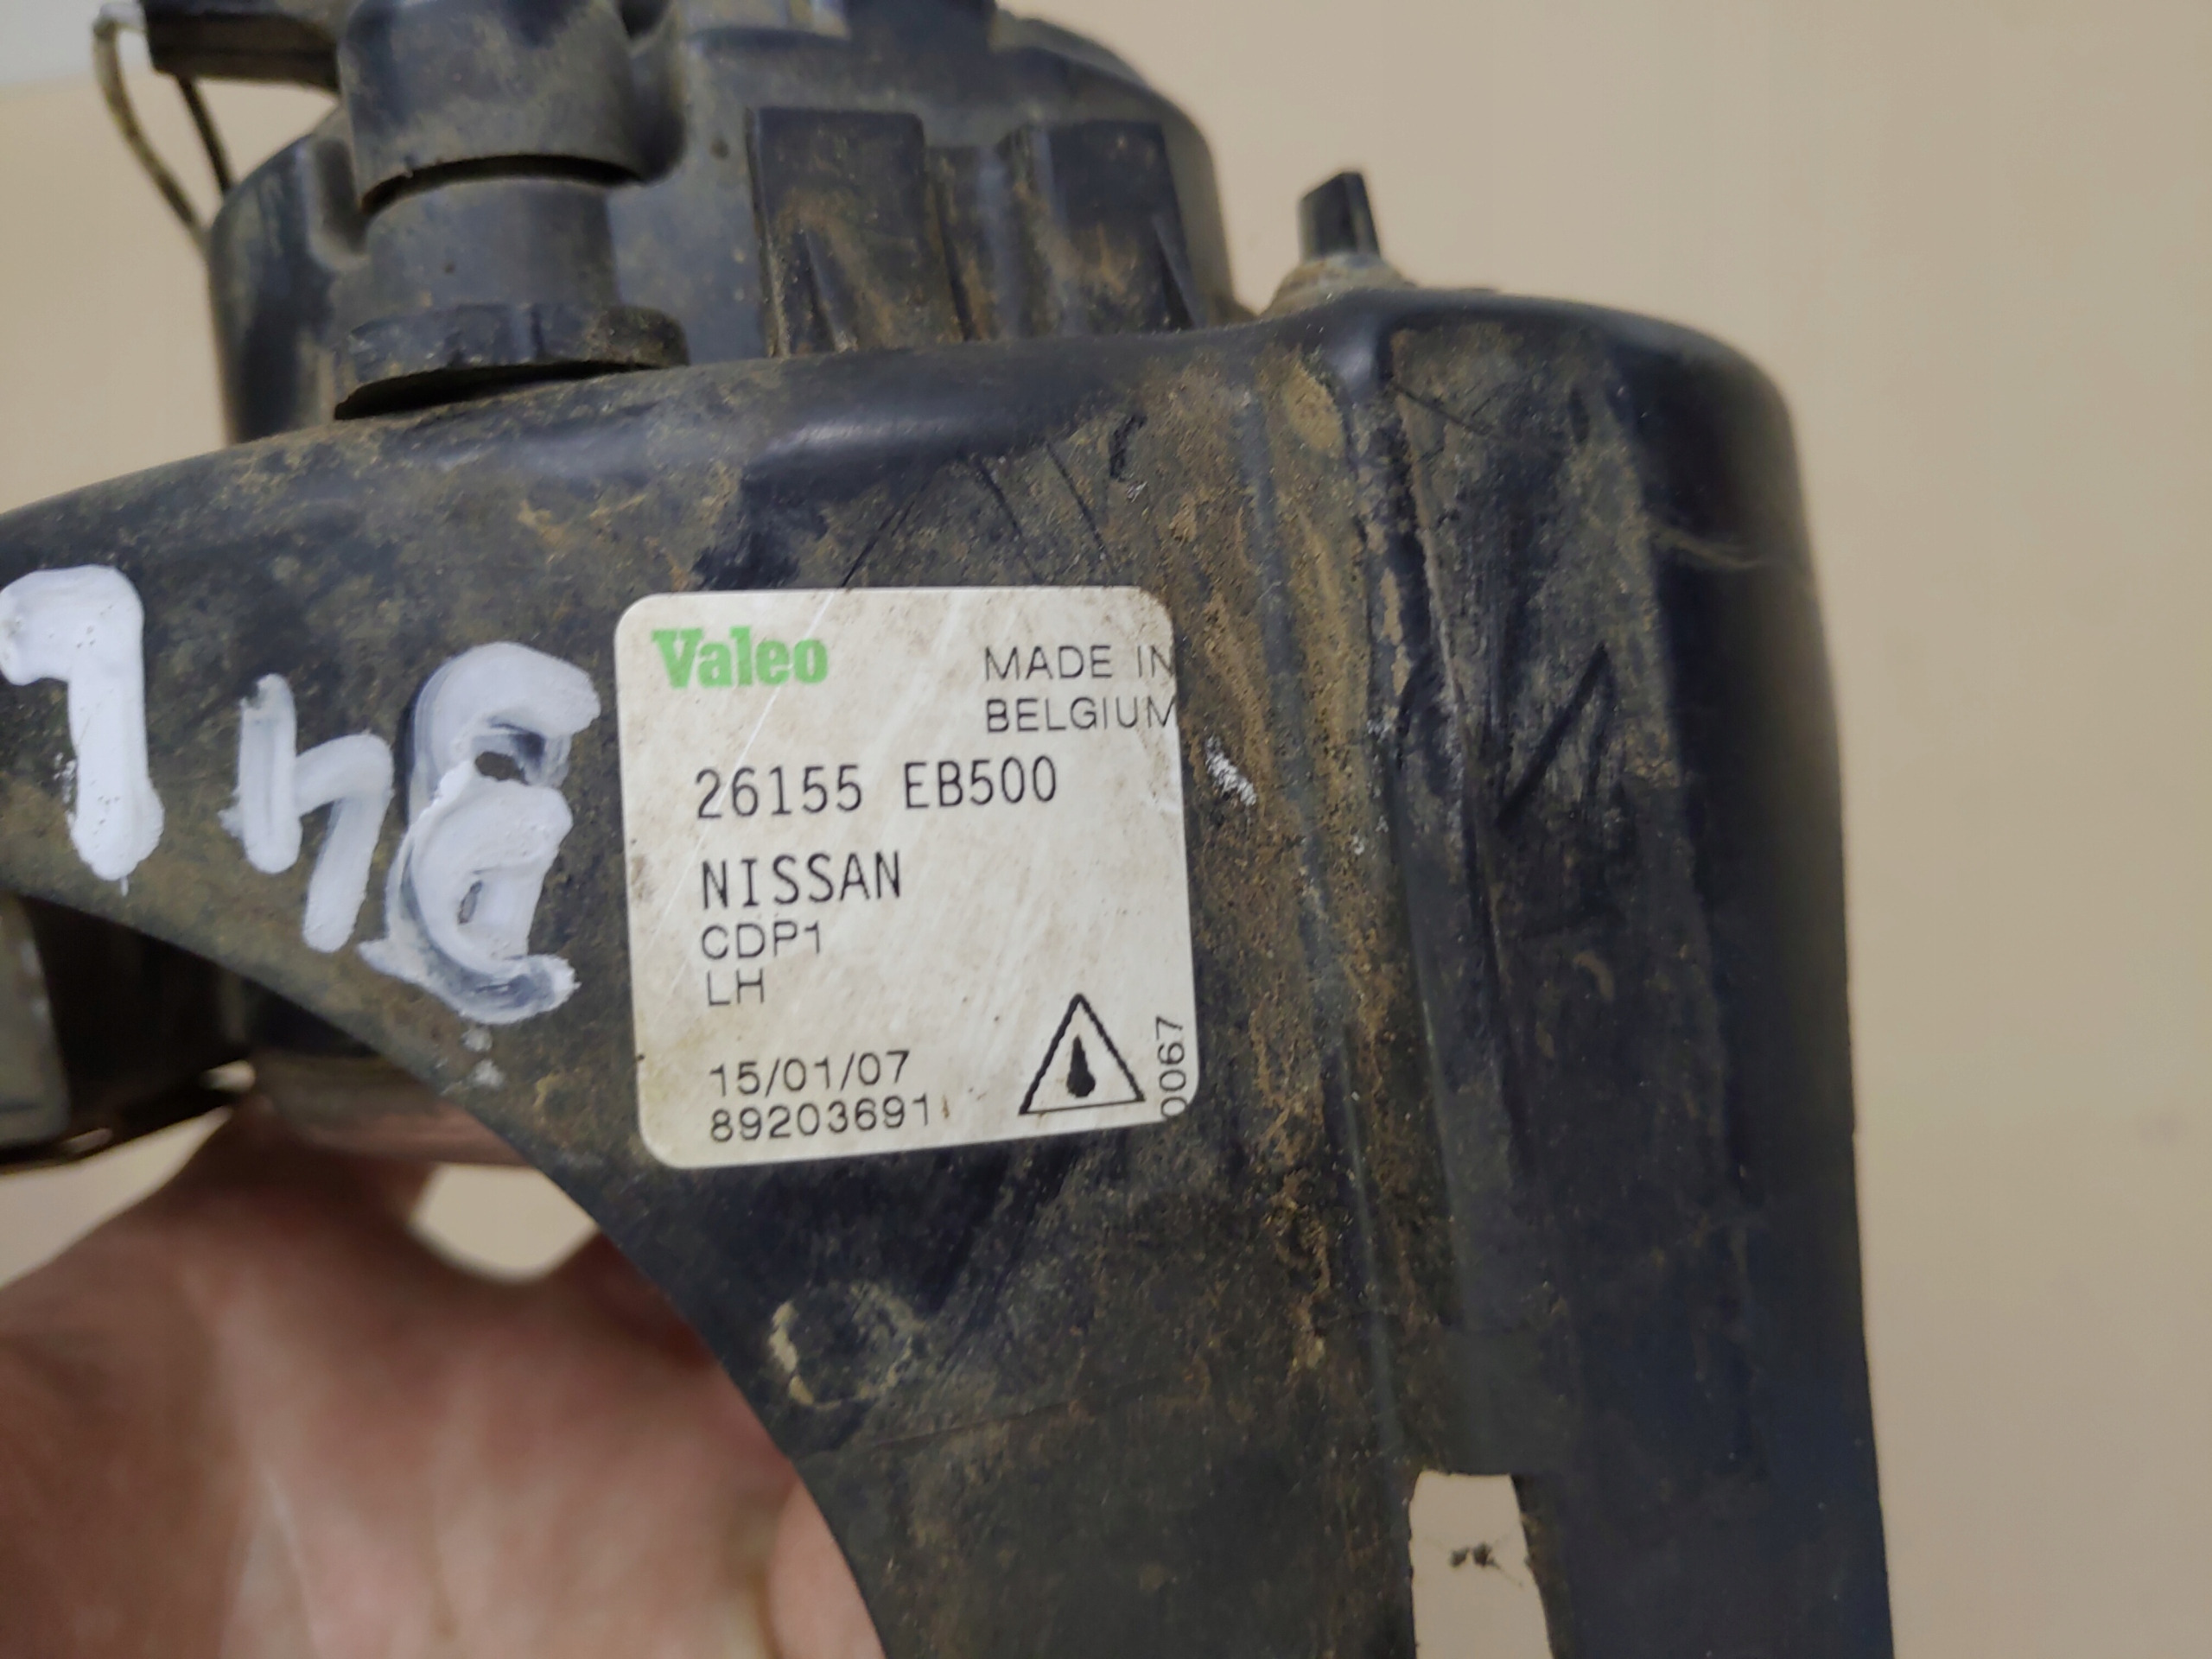 Valeo
MADE IN
BELGIUM
26155 EB500
NISSAN
CDP1
LH
15/01/07
89203691
0067